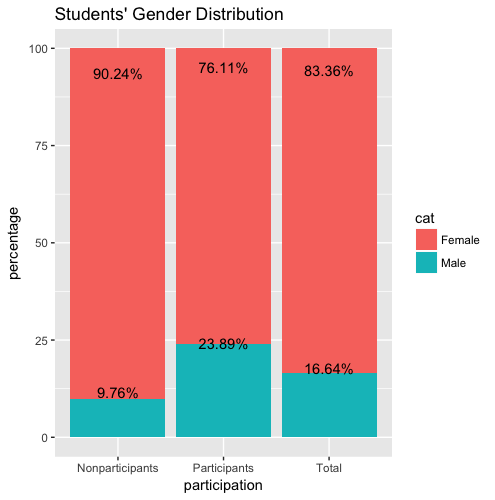 Students' Gender Distribution
100
75
50
25
0
percentage
90.24%
76.11%
83.36%
9.76%
23.89%
16.64%
Nonparticipants
Participants
Total
participation
cat
Female
Male